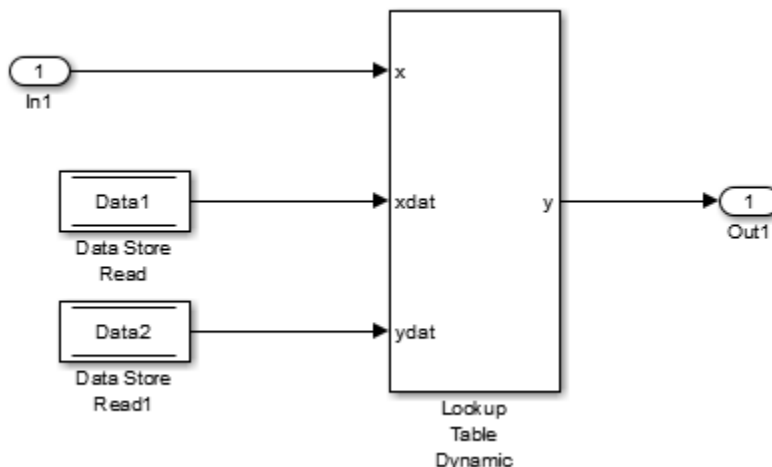 1
In1
x
Data1
Data Store
Read
xdat
y
1
Out1
Data2
Data Store
Read1
ydat
Lookup
Table
Dynamic